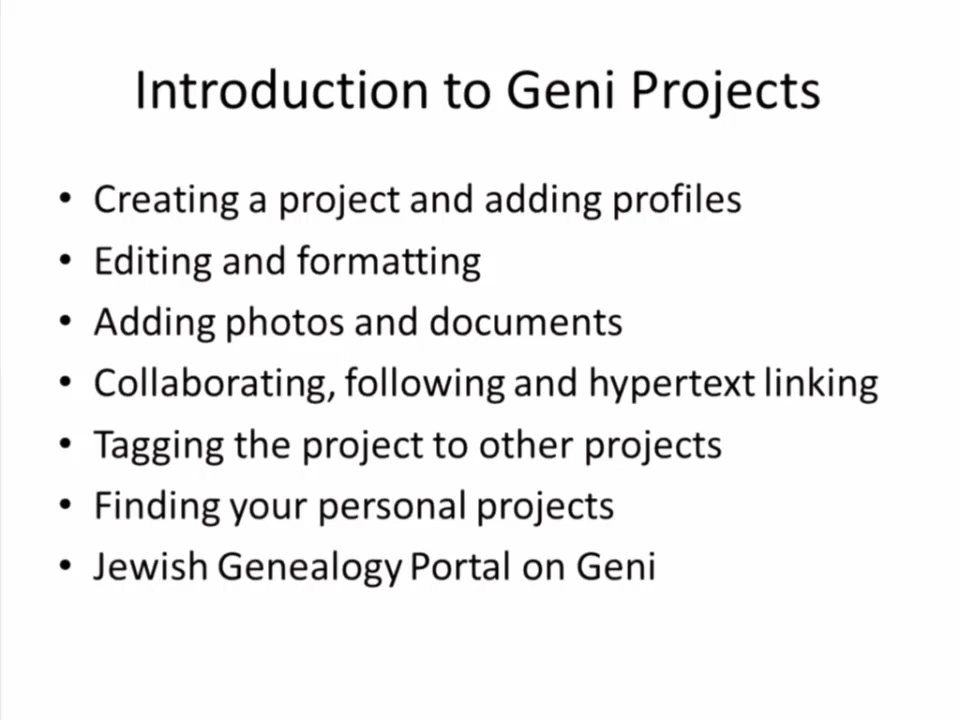 Introduction to Geni Projects
• Creating a project and adding profiles
• Editing and formatting
• Adding photos and documents
• Collaborating, following and hypertext linking
• Tagging the project to other projects
• Finding your personal projects
• Jewish Genealogy Portal on Geni